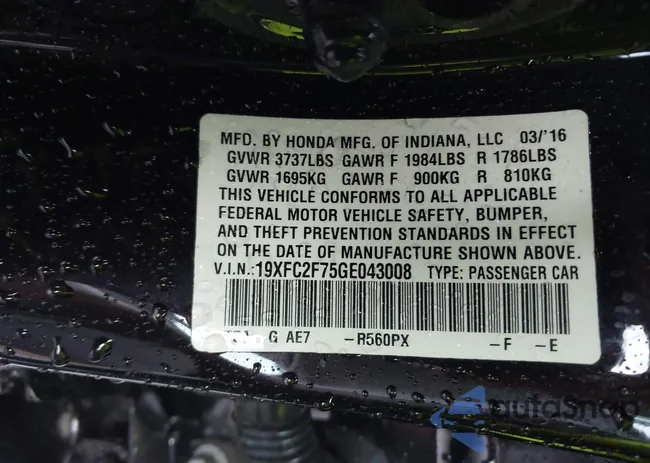 MFD. BY HONDA MFG. OF INDIANA, LLC 03/'16
GVWR 3737LBS GAWR F 1984LBS R 1786LBS
GVWR 1695KG GAWR F 900KG R 810KG
THIS VEHICLE CONFORMS TO ALL APPLICABLE
FEDERAL MOTOR VEHICLE SAFETY, BUMPER,
AND THEFT PREVENTION STANDARDS IN EFFECT
ON THE DATE OF MANUFACTURE SHOWN ABOVE.
V.I.N.:19XFC2F75GE043008 TYPE: PASSENGER CAR
G AE7 -R560PX -F -E
autoSnap